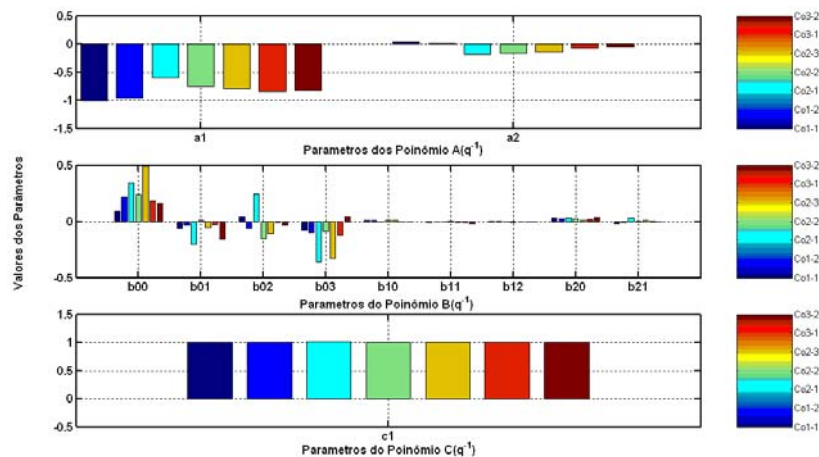 0.5
0
-0.5
-1
-1.5
a1
a2
Parametros dos Poinómio A(q-1)
Co3-2
Co3-1
Co2-3
Co2-2
Co2-1
Co1-2
Co1-1
Valores dos Parâmetros
0.5
0
-0.5
b00
b01
b02
b03
b10
b11
b12
b20
b21
Parametros do Poinómio B(q-1)
Co3-2
Co3-1
Co2-3
Co2-2
Co2-1
Co1-2
Co1-1
1.5
1
0.5
0
-0.5
c1
Parametros do Poinómio C(q-1)
Co3-2
Co3-1
Co2-3
Co2-2
Co2-1
Co1-2
Co1-1